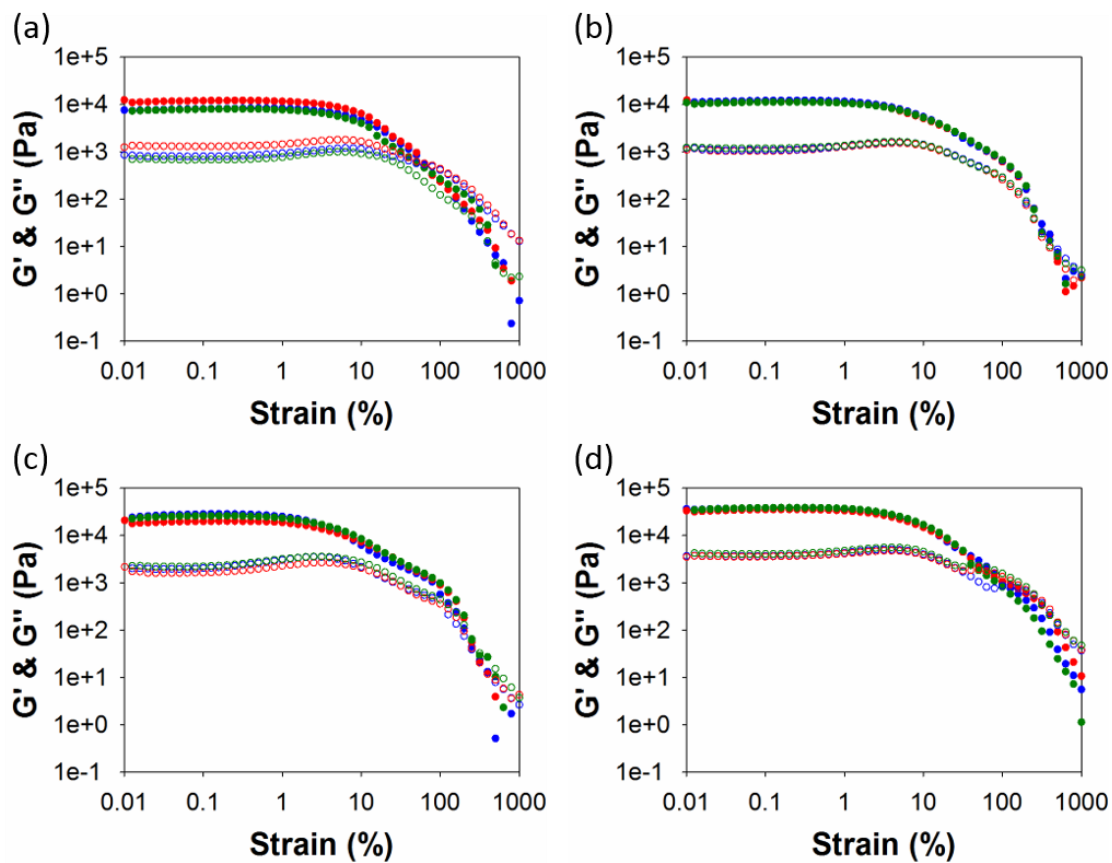 (a)
G' & G'' (Pa)
1e+5
1e+4
1e+3
1e+2
1e+1
1e+0
1e-1
0.01 0.1 1 10 100 1000
Strain (%)
(b)
G' & G'' (Pa)
1e+5
1e+4
1e+3
1e+2
1e+1
1e+0
1e-1
0.01 0.1 1 10 100 1000
Strain (%)
(c)
G' & G'' (Pa)
1e+5
1e+4
1e+3
1e+2
1e+1
1e+0
1e-1
0.01 0.1 1 10 100 1000
Strain (%)
(d)
G' & G'' (Pa)
1e+5
1e+4
1e+3
1e+2
1e+1
1e+0
1e-1
0.01 0.1 1 10 100 1000
Strain (%)